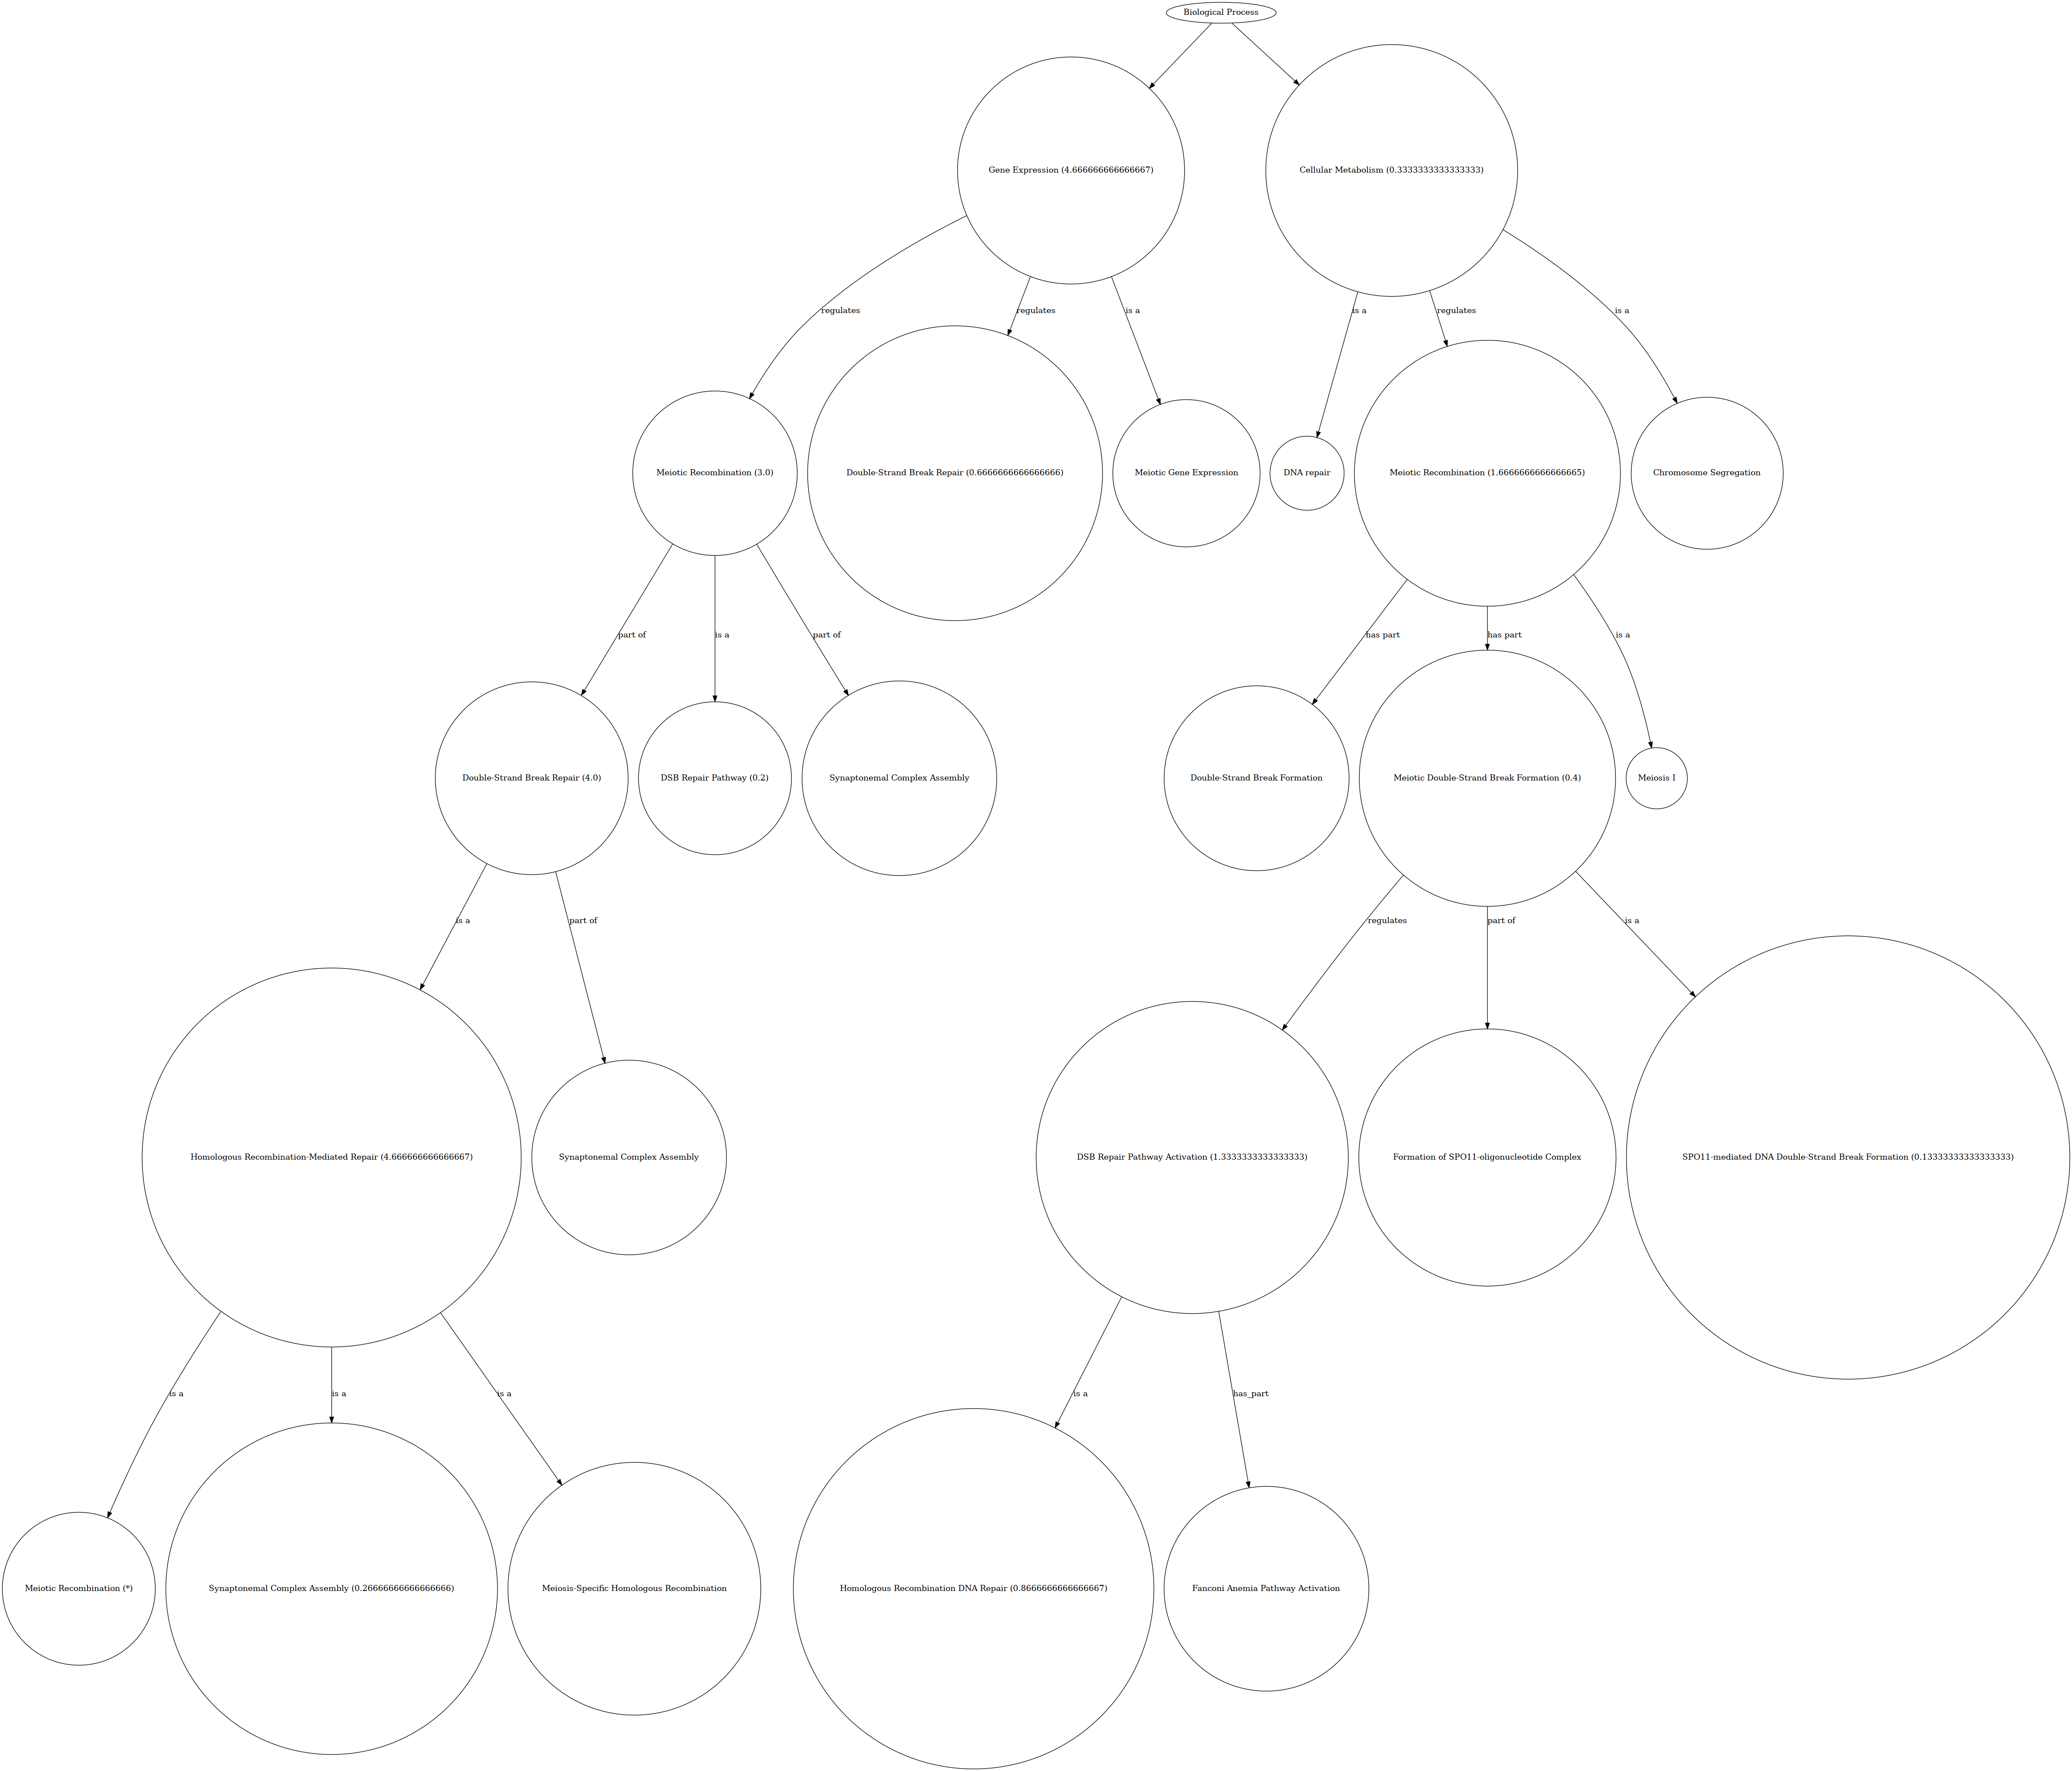 Biological Process
Gene Expression (4.666666666666667)
Cellular Metabolism (0.3333333333333333)
regulates
regulates
is a
is a
regulates
is a
Meiotic Recombination (3.0)
Double-Strand Break Repair (0.6666666666666666)
Meiotic Gene Expression
DNA repair
Meiotic Recombination (1.6666666666666665)
Chromosome Segregation
part of
is a
part of
has part
has part
is a
Double-Strand Break Repair (4.0)
DSB Repair Pathway (0.2)
Synaptonemal Complex Assembly
Double-Strand Break Formation
Meiotic Double-Strand Break Formation (0.4)
Meiosis I
is a
part of
regulates
part of
is a
Homologous Recombination-Mediated Repair (4.666666666666667)
Synaptonemal Complex Assembly
DSB Repair Pathway Activation (1.3333333333333333)
Formation of SPO11-oligonucleotide Complex
SPO11-mediated DNA Double-Strand Break Formation (0.13333333333333333)
is a
is a
is a
is a
has_part
Meiotic Recombination (*)
Synaptonemal Complex Assembly (0.26666666666666666)
Meiosis-Specific Homologous Recombination
Homologous Recombination DNA Repair (0.8666666666666667)
Fanconi Anemia Pathway Activation